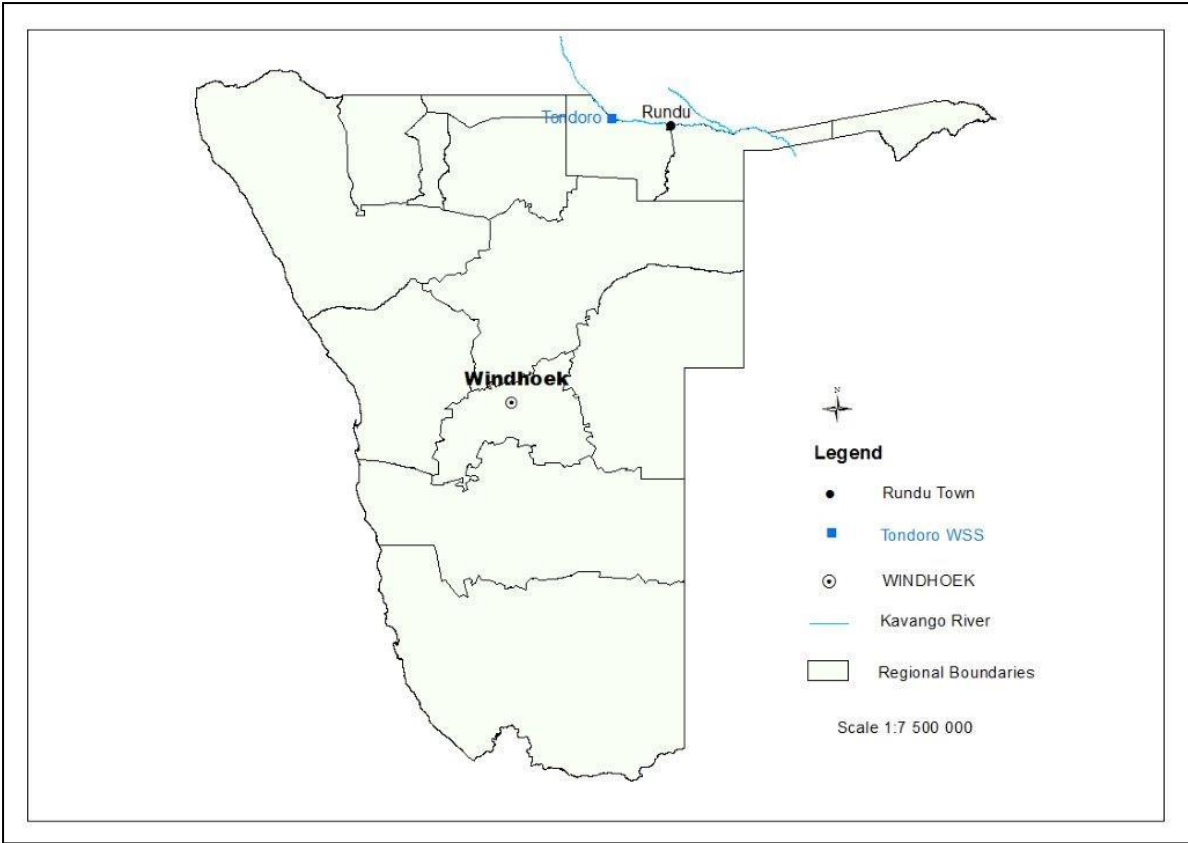 Tondoro
Rundu
Windhoek
N
Legend
Rundu Town
Tondoro WSS
WINDHOEK
Kavango River
Regional Boundaries
Scale 1:7 500 000